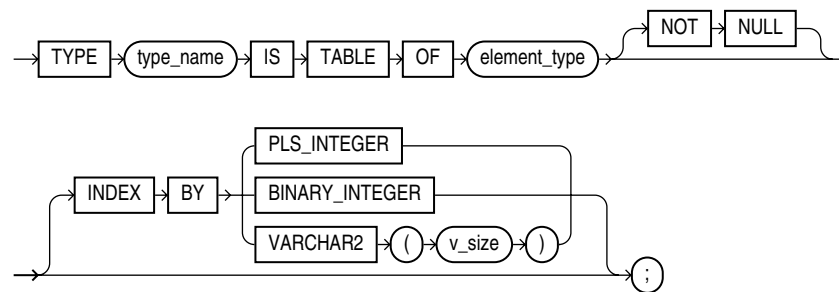 NOT NULL
TYPE type_name IS TABLE OF element_type
PLS_INTEGER
INDEX BY BINARY_INTEGER
VARCHAR2 ( v_size )
;